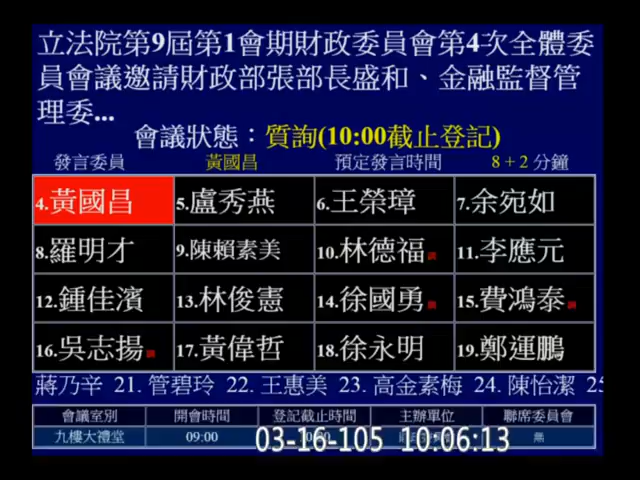 立法院第9屆第1會期財政委員會第4次全體委
員會議邀請財政部張部長盛和、金融監督管
理委...
會議狀態：質詢(10:00截止登記)
發言委員 黃國昌 預定發言時間 8 + 2 分鐘
4.黃國昌 5.盧秀燕 6.王榮璋 7.余宛如
8.羅明才 9.陳賴素美 10.林德福 11.李應元
12.鍾佳濱 13.林俊憲 14.徐國勇 15.費鴻泰
16.吳志揚 17.黃偉哲 18.徐永明 19.鄭運鵬
蔣乃辛 21. 管碧玲 22. 王惠美 23. 高金素梅 24. 陳怡潔 25
會議室別 開會時間 登記截止時間 主辦單位 聯席委員會
九樓大禮堂 09:00 無
03-16-105 10:06:13